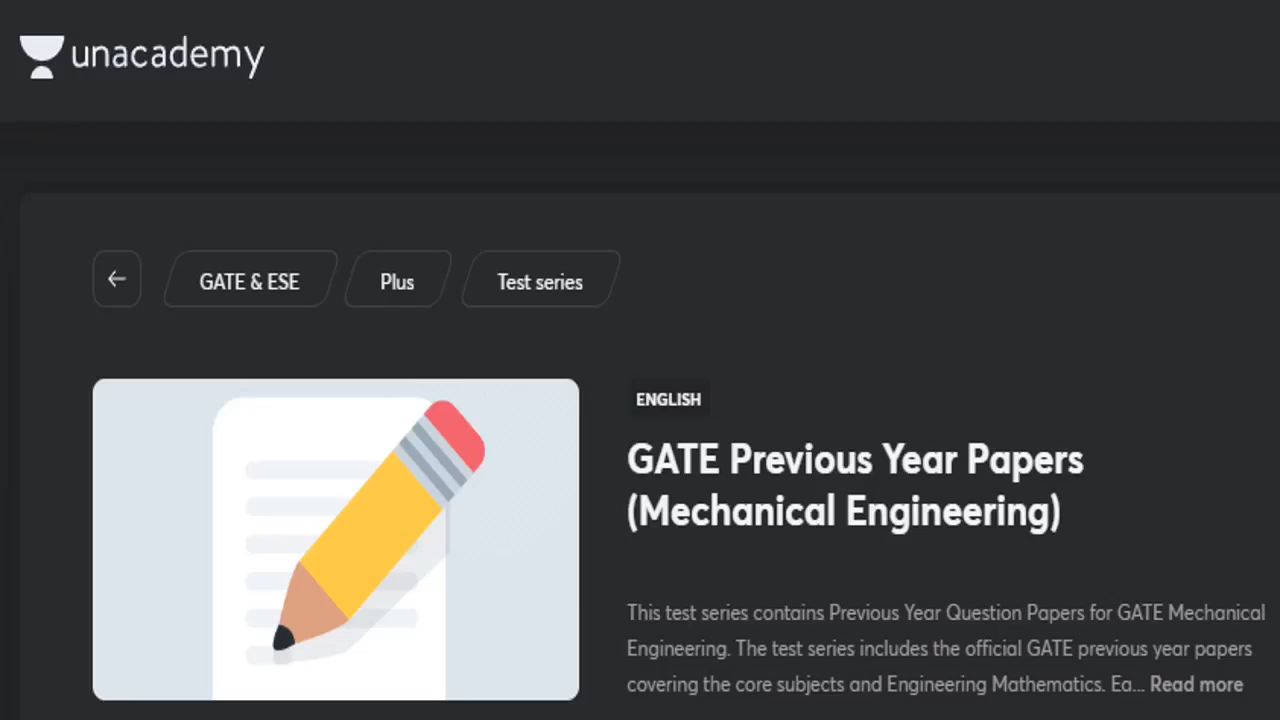 unacademy
GATE & ESE
Plus
Test series
ENGLISH
GATE Previous Year Papers
(Mechanical Engineering)
This test series contains Previous Year Question Papers for GATE Mechanical
Engineering. The test series includes the official GATE previous year papers
covering the core subjects and Engineering Mathematics. Ea... Read more